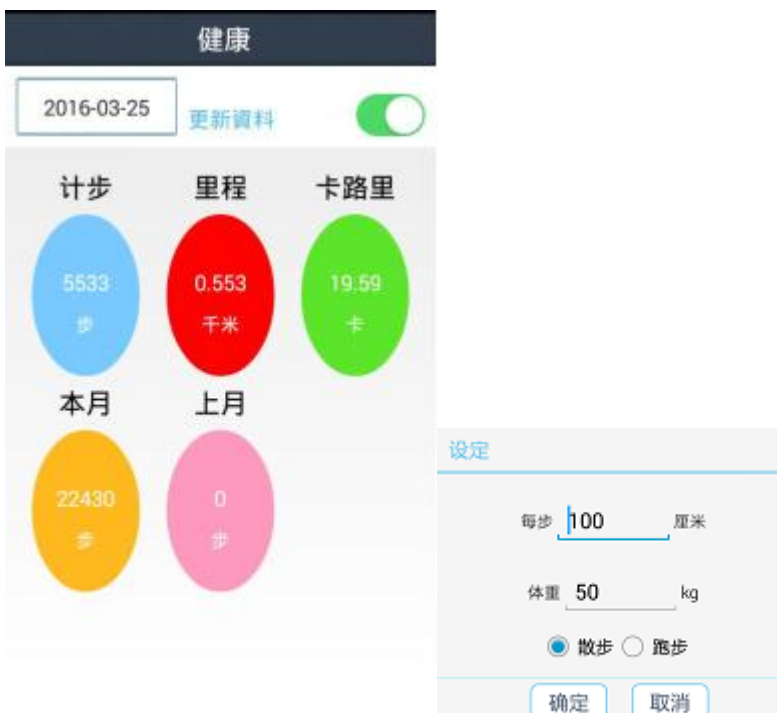 健康
2016-03-25 更新資料
计步 里程 卡路里
5533 0.553 19.59
步 千米 卡
本月 上月
22430 0
步 步
设定
每步 100 厘米
体重 50 kg
散步 跑步
确定 取消